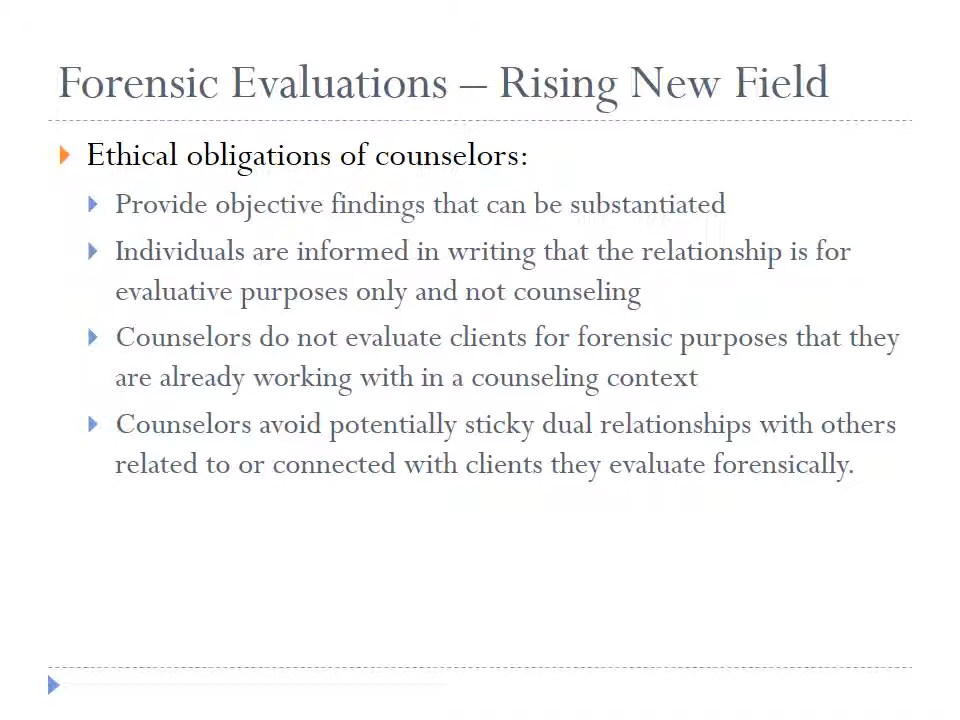 Forensic Evaluations – Rising New Field
Ethical obligations of counselors:
Provide objective findings that can be substantiated
Individuals are informed in writing that the relationship is for
evaluative purposes only and not counseling
Counselors do not evaluate clients for forensic purposes that they
are already working with in a counseling context
Counselors avoid potentially sticky dual relationships with others
related to or connected with clients they evaluate forensically.